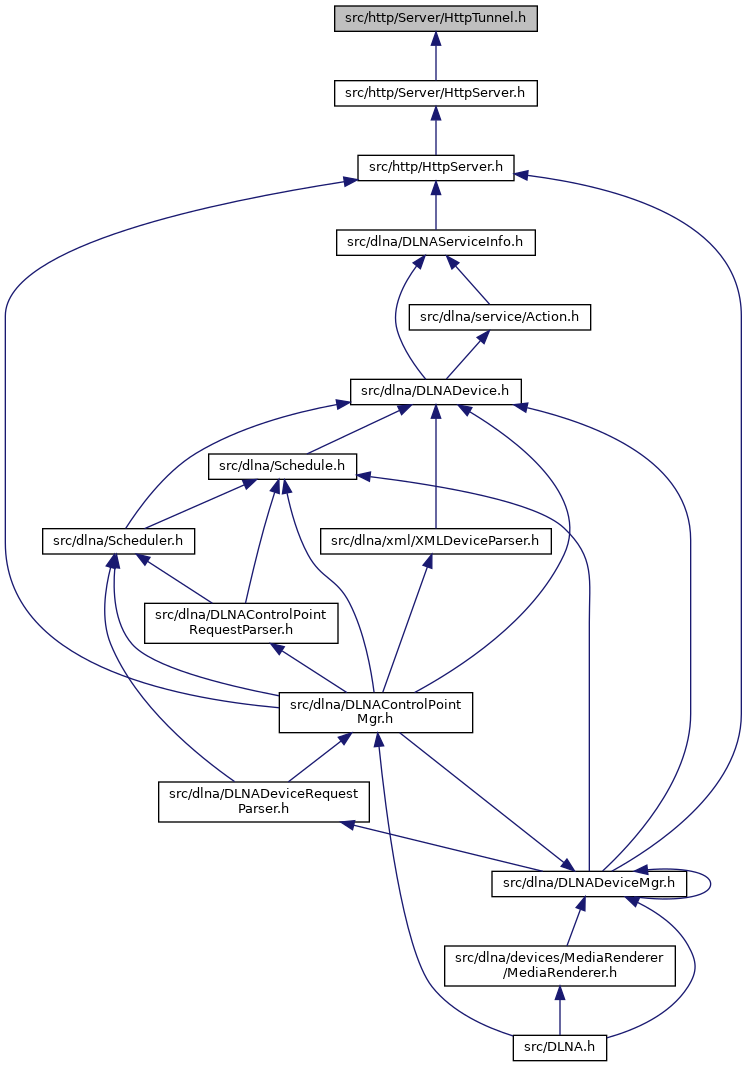 src/http/Server/HttpTunnel.h
src/http/Server/HttpServer.h
src/http/HttpServer.h
src/dlna/DLNAServiceInfo.h
src/dlna/service/Action.h
src/dlna/DLNADevice.h
src/dlna/Schedule.h
src/dlna/Scheduler.h
src/dlna/xml/XMLDeviceParser.h
src/dlna/DLNAControlPoint
RequestParser.h
src/dlna/DLNAControlPoint
Mgr.h
src/dlna/DLNADeviceRequest
Parser.h
src/dlna/DLNADeviceMgr.h
src/dlna/devices/MediaRenderer
/MediaRenderer.h
src/DLNA.h